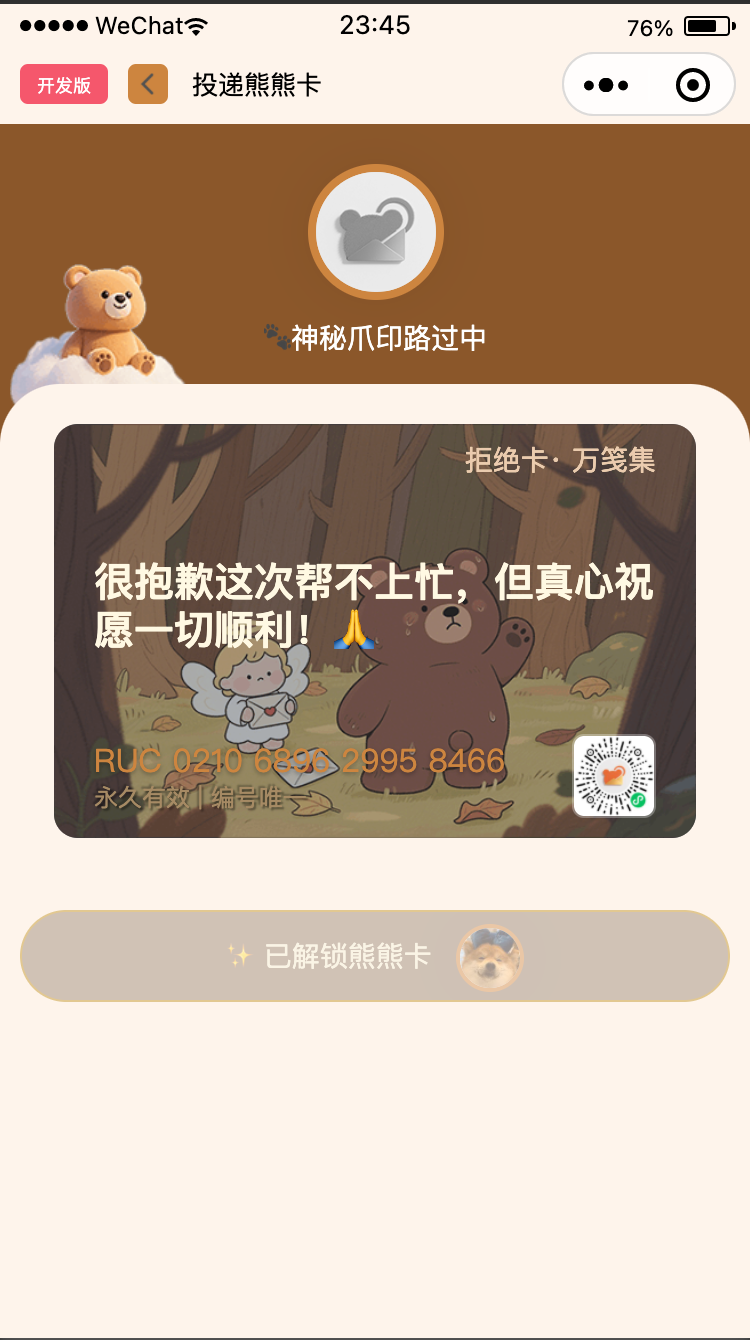 WeChat
23:45
76%
开发版
投递熊熊卡
🐾神秘爪印路过中
拒绝卡·万笺集
很抱歉这次帮不上忙，但真心祝
愿一切顺利！🙏
RUC 0210 6896 2995 8466
永久有效 | 编号唯一
✨ 已解锁熊熊卡